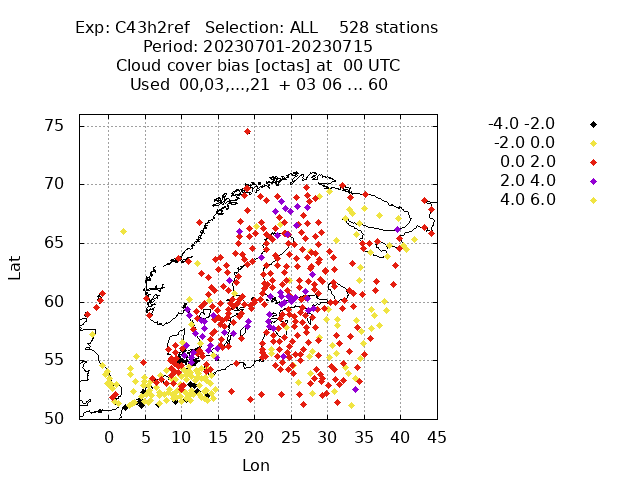 Exp: C43h2ref   Selection: ALL    528 stations
Period: 20230701-20230715
Cloud cover bias [octas] at  00 UTC
Used  00,03,...,21  + 03 06 ... 60
-4.0 -2.0
-2.0  0.0
0.0  2.0
2.0  4.0
4.0  6.0
Lat
75
70
65
60
55
50
0 5 10 15 20 25 30 35 40 45
Lon